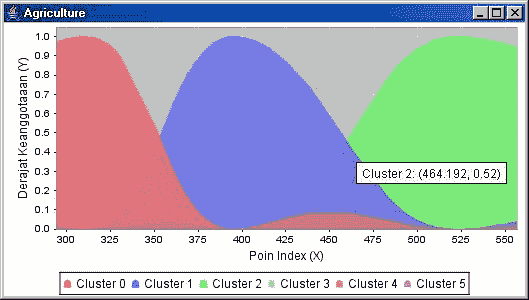 Agriculture
Derajat Keanggotaaan (Y)
1.0
0.9
0.8
0.7
0.6
0.5
0.4
0.3
0.2
0.1
0.0
Cluster 2: (464.192, 0.52)
300 325 350 375 400 425 450 475 500 525 550
Poin Index (X)
Cluster 0 Cluster 1 Cluster 2 Cluster 3 Cluster 4 Cluster 5